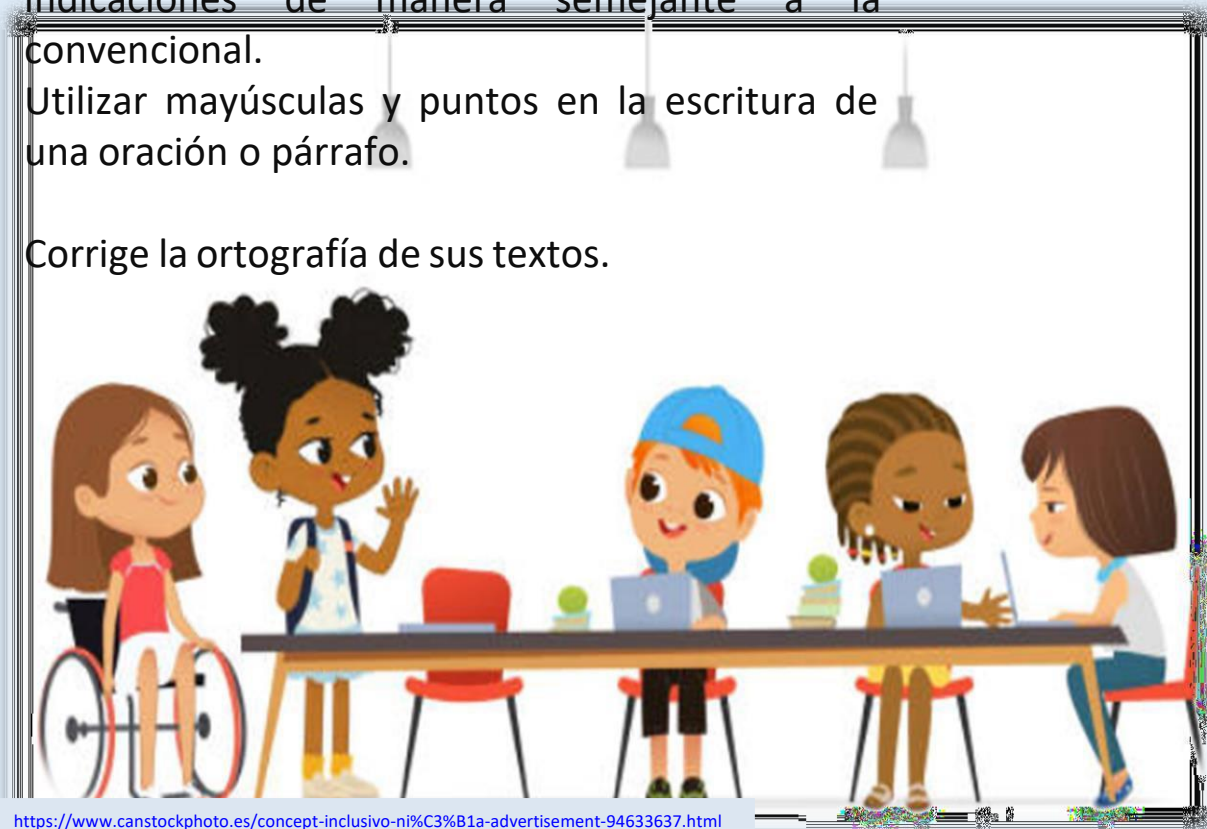 indicaciones de manera semejante a la
convencional.
Utilizar mayúsculas y puntos en la escritura de
una oración o párrafo.
Corrige la ortografía de sus textos.
https://www.canstockphoto.es/concept-inclusivo-ni%C3%B1a-advertisement-94633637.html